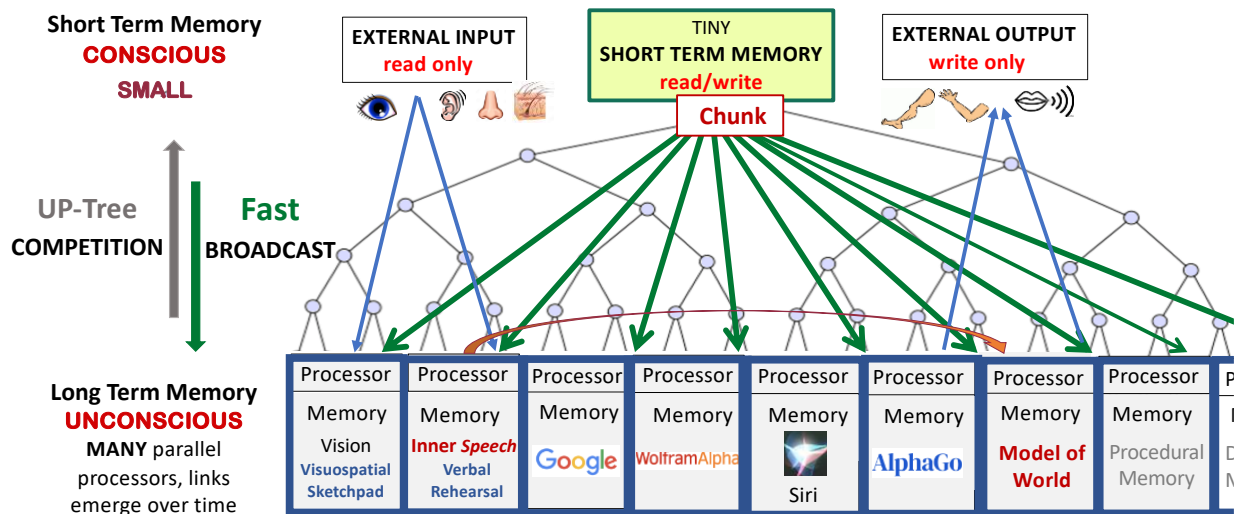 Short Term Memory
CONSCIOUS
SMALL
EXTERNAL INPUT
read only
TINY
SHORT TERM MEMORY
read/write
Chunk
EXTERNAL OUTPUT
write only
UP-Tree
COMPETITION
Fast
BROADCAST
Long Term Memory
UNCONSCIOUS
MANY parallel
processors, links
emerge over time
Processor
Memory
Vision
Visuospatial
Sketchpad
Processor
Memory
Inner Speech
Verbal
Rehearsal
Processor
Memory
Google
Processor
Memory
WolframAlpha
Processor
Memory
Siri
Processor
Memory
AlphaGo
Processor
Memory
Model of
World
Processor
Memory
Procedural
Memory